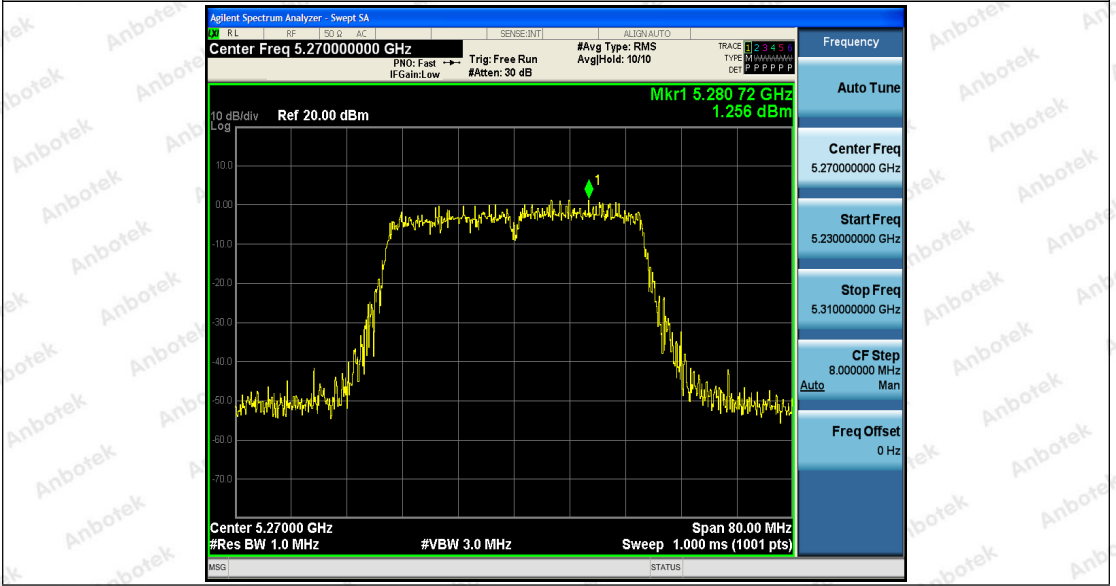 Agilent Spectrum Analyzer - Swept SA
RL RF 50 Ω AC SENSE:INT ALIGNAUTO
Center Freq 5.270000000 GHz
PNO: Fast
IFGain:Low
Trig: Free Run
#Atten: 30 dB
#Avg Type: RMS
Avg|Hold: 10/10
TRACE 1 2 3 4 5 6
TYPE M
DET P P P P P P
Mkr1 5.280 72 GHz
1.256 dBm
10 dB/div Ref 20.00 dBm
Log
10.0
0.00
-10.0
-20.0
-30.0
-40.0
-50.0
-60.0
-70.0
1
Center 5.27000 GHz Span 80.00 MHz
#Res BW 1.0 MHz #VBW 3.0 MHz Sweep 1.000 ms (1001 pts)
MSG STATUS
Frequency
Auto Tune
Center Freq
5.270000000 GHz
Start Freq
5.230000000 GHz
Stop Freq
5.310000000 GHz
CF Step
8.000000 MHz
Auto Man
Freq Offset
0 Hz
Anbotek